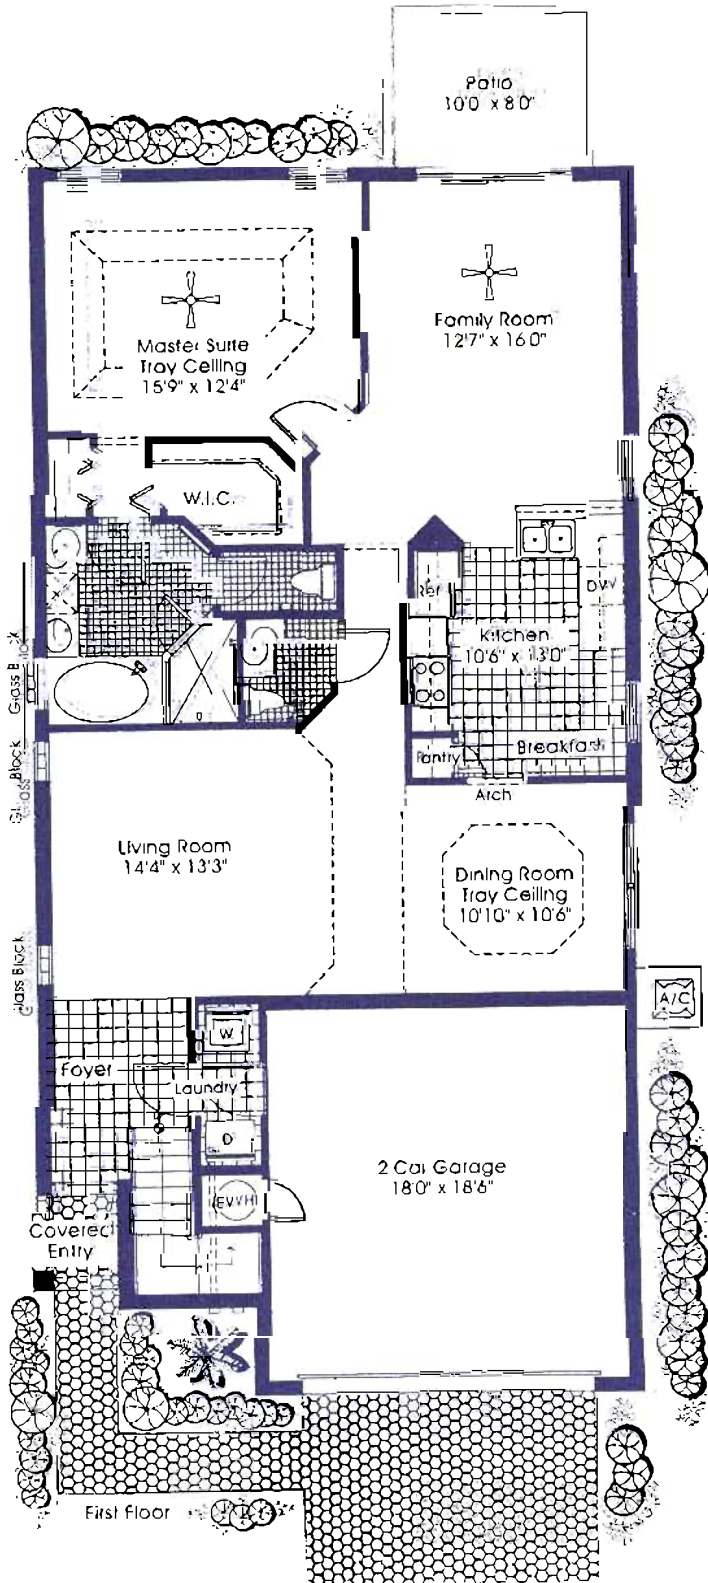 Patio
10'0" x 8'0"
Family Room
12'7" x 16'0"
Master Suite
Tray Ceiling
15'9" x 12'4"
W.I.C.
Ref
DW
Kitchen
10'6" x 13'0"
Glass Block
Breakfast
Pantry
Arch
Glass Block
Living Room
14'4" x 13'3"
Dining Room
Tray Ceiling
10'10" x 10'6"
Glass Block
A/C
W
Foyer
Laundry
D
2 Car Garage
18'0" x 18'6"
EWH
Covered
Entry
First Floor